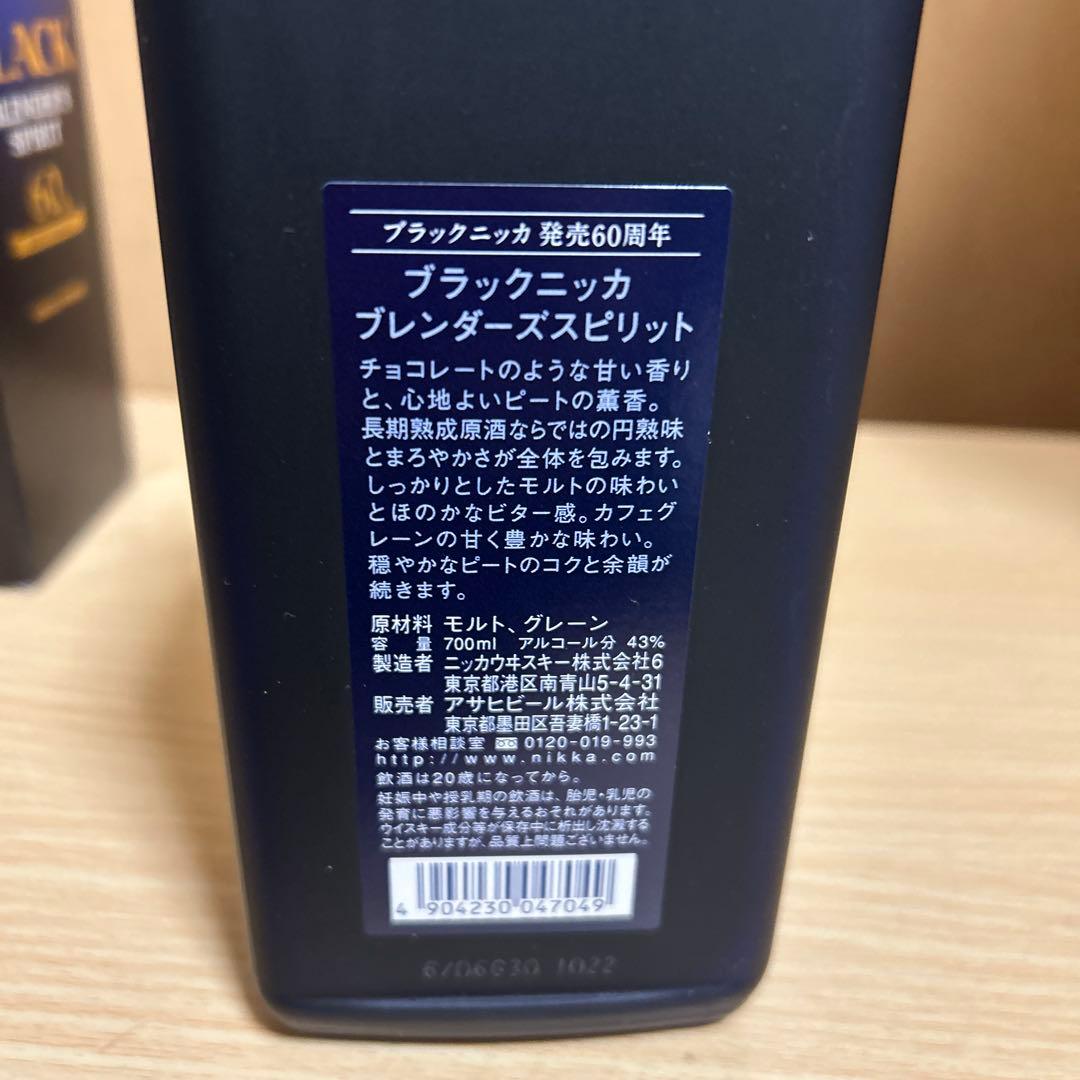 LACK
SPIRIT
60
ブラックニッカ 発売60周年
ブラックニッカ
ブレンダーズスピリット
チョコレートのような甘い香り
と、心地よいピートの薫香。
長期熟成原酒ならではの円熟味
とまろやかさが全体を包みます。
しっかりとしたモルトの味わい
とほのかなビター感。カフェグ
レーンの甘く豊かな味わい。
穏やかなピートのコクと余韻が
続きます。
原材料 モルト、グレーン
容量 700ml アルコール分 43%
製造者 ニッカウヰスキー株式会社6
東京都港区南青山5-4-31
販売者 アサヒビール株式会社
東京都墨田区吾妻橋1-23-1
お客様相談室 0120-019-993
http://www.nikka.com
飲酒は20歳になってから。
妊娠中や授乳期の飲酒は、胎児・乳児の
発育に悪影響を与えるおそれがあります。
ウイスキー成分等が保存中に析出し沈澱する
ことがありますが、品質上問題ございません。
4 904230 047049
6/D6G30 1022